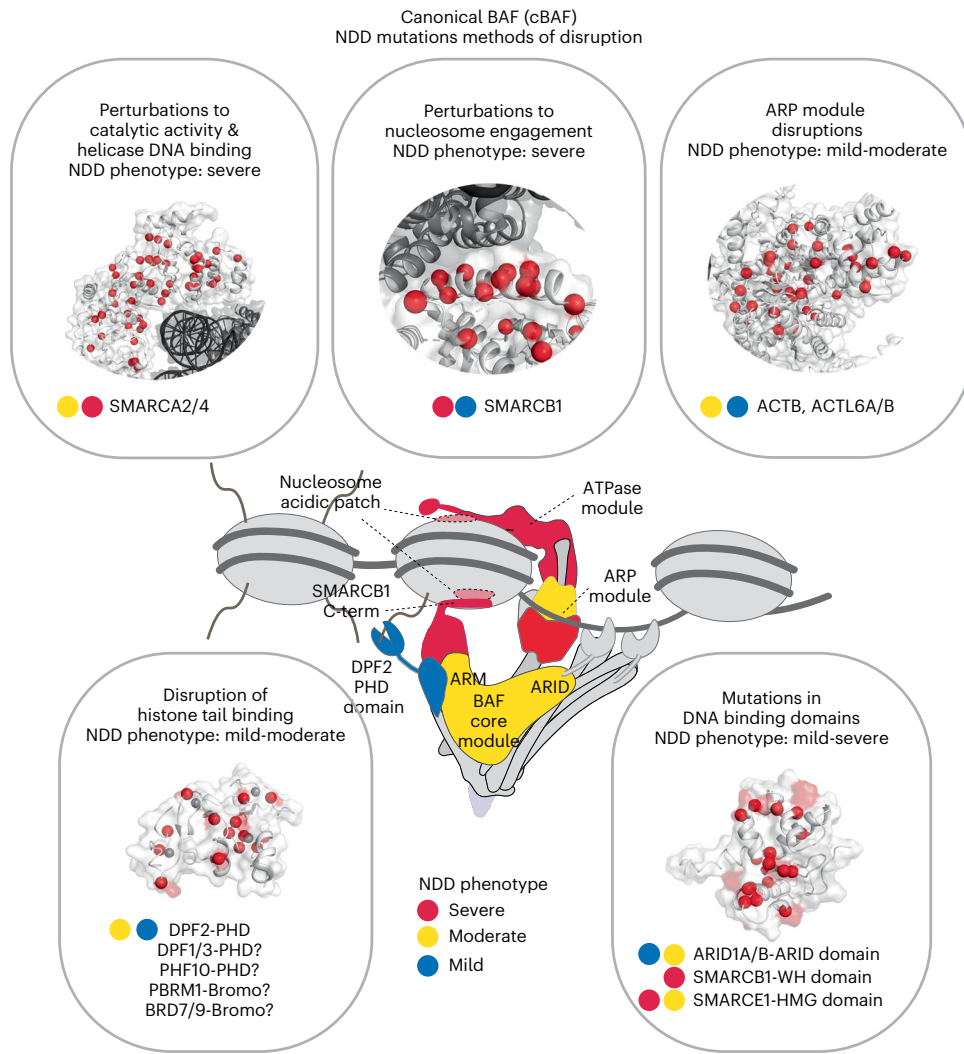 Canonical BAF (cBAF)
NDD mutations methods of disruption
Perturbations to
catalytic activity &
helicase DNA binding
NDD phenotype: severe
SMARCA2/4
Perturbations to
nucleosome engagement
NDD phenotype: severe
SMARCB1
ARP module
disruptions
NDD phenotype: mild-moderate
ACTB, ACTL6A/B
Nucleosome
acidic patch
ATPase
module
SMARCB1
C-term
ARP
module
DPF2
PHD
domain
ARM
ARID
BAF
core
module
Disruption of
histone tail binding
NDD phenotype: mild-moderate
DPF2-PHD
DPF1/3-PHD?
PHF10-PHD?
PBRM1-Bromo?
BRD7/9-Bromo?
NDD phenotype
Severe
Moderate
Mild
Mutations in
DNA binding domains
NDD phenotype: mild-severe
ARID1A/B-ARID domain
SMARCB1-WH domain
SMARCE1-HMG domain